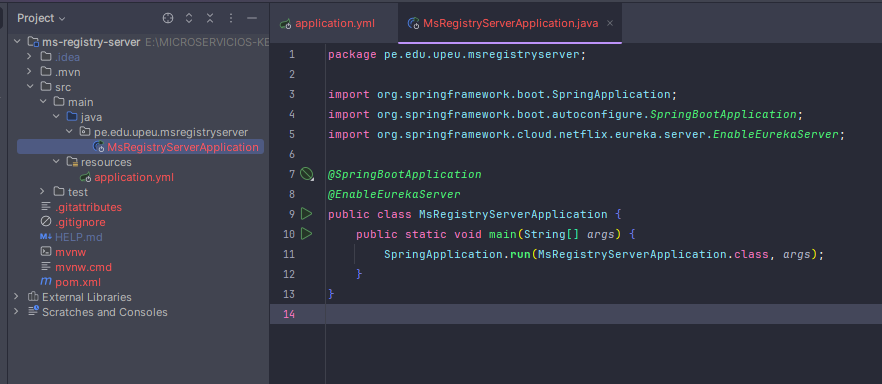 Project
ms-registry-server E:\MICROSERVICIOS-KE
.idea
.mvn
src
main
java
pe.edu.upeu.msregistryserver
MsRegistryServerApplication
resources
application.yml
test
.gitattributes
.gitignore
HELP.md
mvnw
mvnw.cmd
pom.xml
External Libraries
Scratches and Consoles
application.yml MsRegistryServerApplication.java
1 package pe.edu.upeu.msregistryserver;
2
3 import org.springframework.boot.SpringApplication;
4 import org.springframework.boot.autoconfigure.SpringBootApplication;
5 import org.springframework.cloud.netflix.eureka.server.EnableEurekaServer;
6
7 @SpringBootApplication
8 @EnableEurekaServer
9 public class MsRegistryServerApplication {
10 public static void main(String[] args) {
11 SpringApplication.run(MsRegistryServerApplication.class, args);
12 }
13 }
14